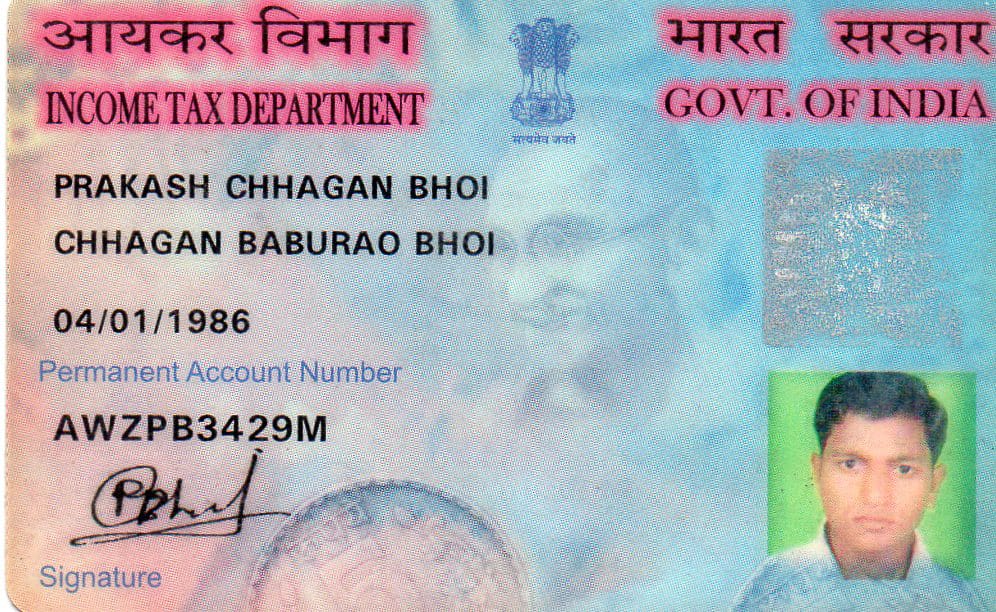 आयकर विभाग
INCOME TAX DEPARTMENT
सत्यमेव जयते
भारत सरकार
GOVT. OF INDIA
PRAKASH CHHAGAN BHOI
CHHAGAN BABURAO BHOI
04/01/1986
Permanent Account Number
AWZPB3429M
Signature